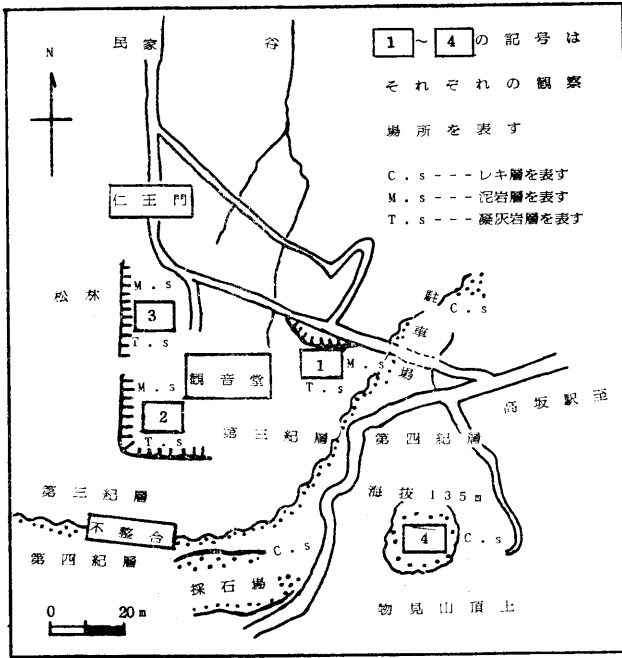 民家
谷
1～4の記号は
それぞれの観察
場所を表す
C.s---レキ層を表す
M.s---泥岩層を表す
T.s---凝灰岩層を表す
N
仁王門
松林
M.s
3
T.s
駐車場
C.s
1
M.s
T.s
観音堂
M.s
2
T.s
第三紀層
第四紀層
高坂駅至
第三紀層
不整合
第四紀層
海抜135m
4
C.s
C.s
採石場
物見山頂上
0
20m